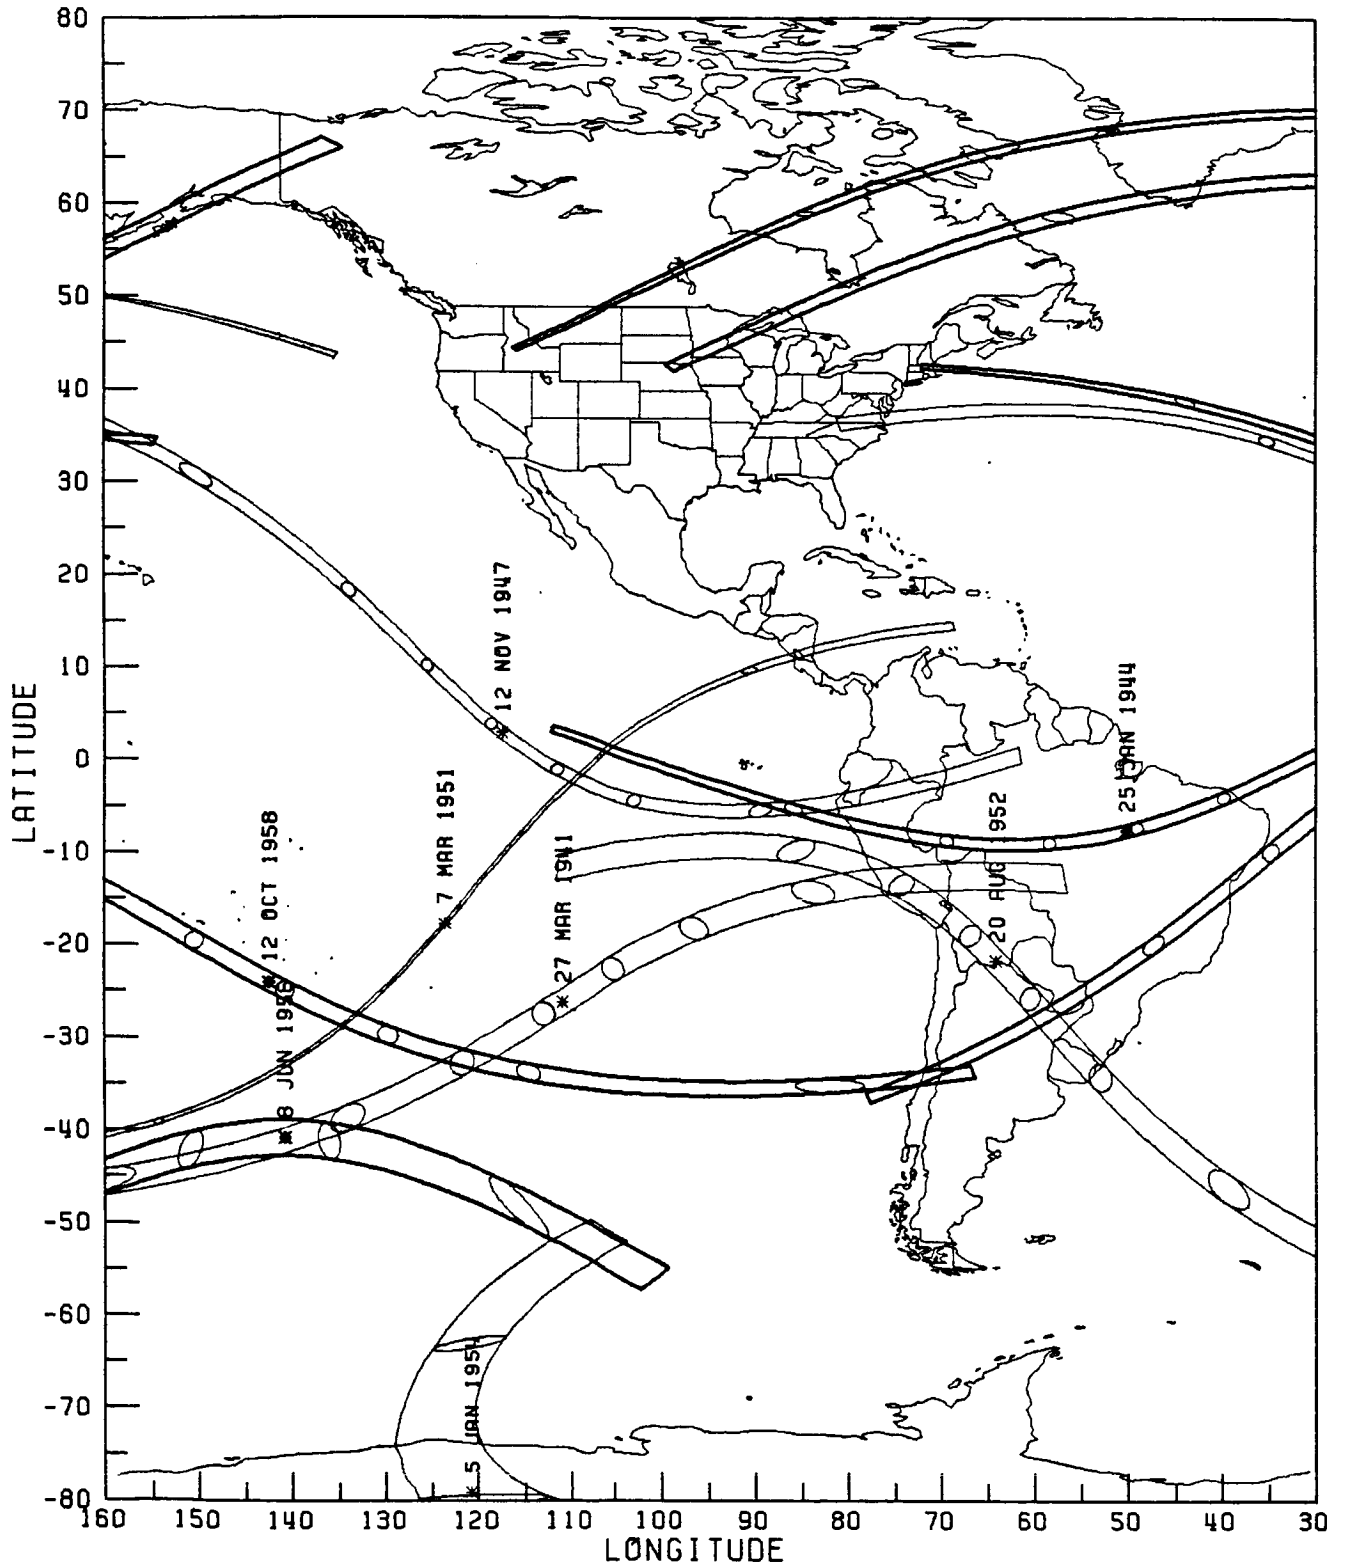 80
70
60
50
40
30
20
10
0
-10
-20
-30
-40
-50
-60
-70
-80
LATITUDE
12 NOV 1947
25 JAN 1944
7 MAR 1951
12 OCT 1958
27 MAR 1941
20 AUG 1952
8 JUN 1956
5 JAN 1954
160 150 140 130 120 110 100 90 80 70 60 50 40 30
LONGITUDE